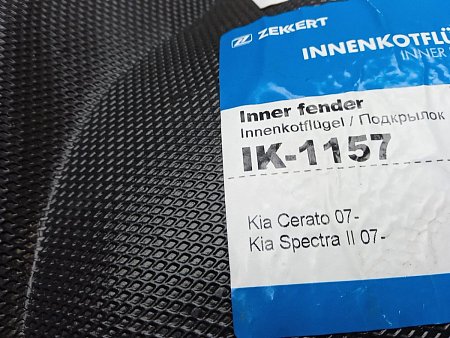 ZEKKERT
INNENKOTFLÜ
INNER
Inner fender
Innenkotflügel / Подкрылок
IK-1157
Kia Cerato 07-
Kia Spectra II 07-